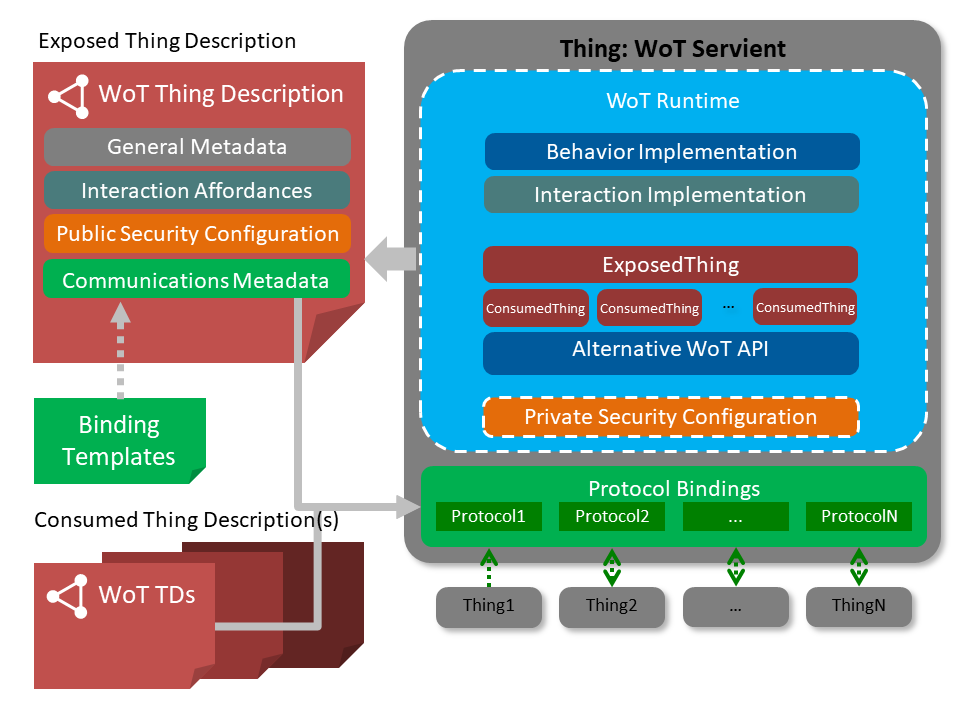 Exposed Thing Description
WoT Thing Description
General Metadata
Interaction Affordances
Public Security Configuration
Communications Metadata
Binding
Templates
Consumed Thing Description(s)
WoT TDs
Thing: WoT Servient
WoT Runtime
Behavior Implementation
Interaction Implementation
ExposedThing
ConsumedThing ConsumedThing ... ConsumedThing
Alternative WoT API
Private Security Configuration
Protocol Bindings
Protocol1 Protocol2 ... ProtocolN
Thing1 Thing2 ... ThingN